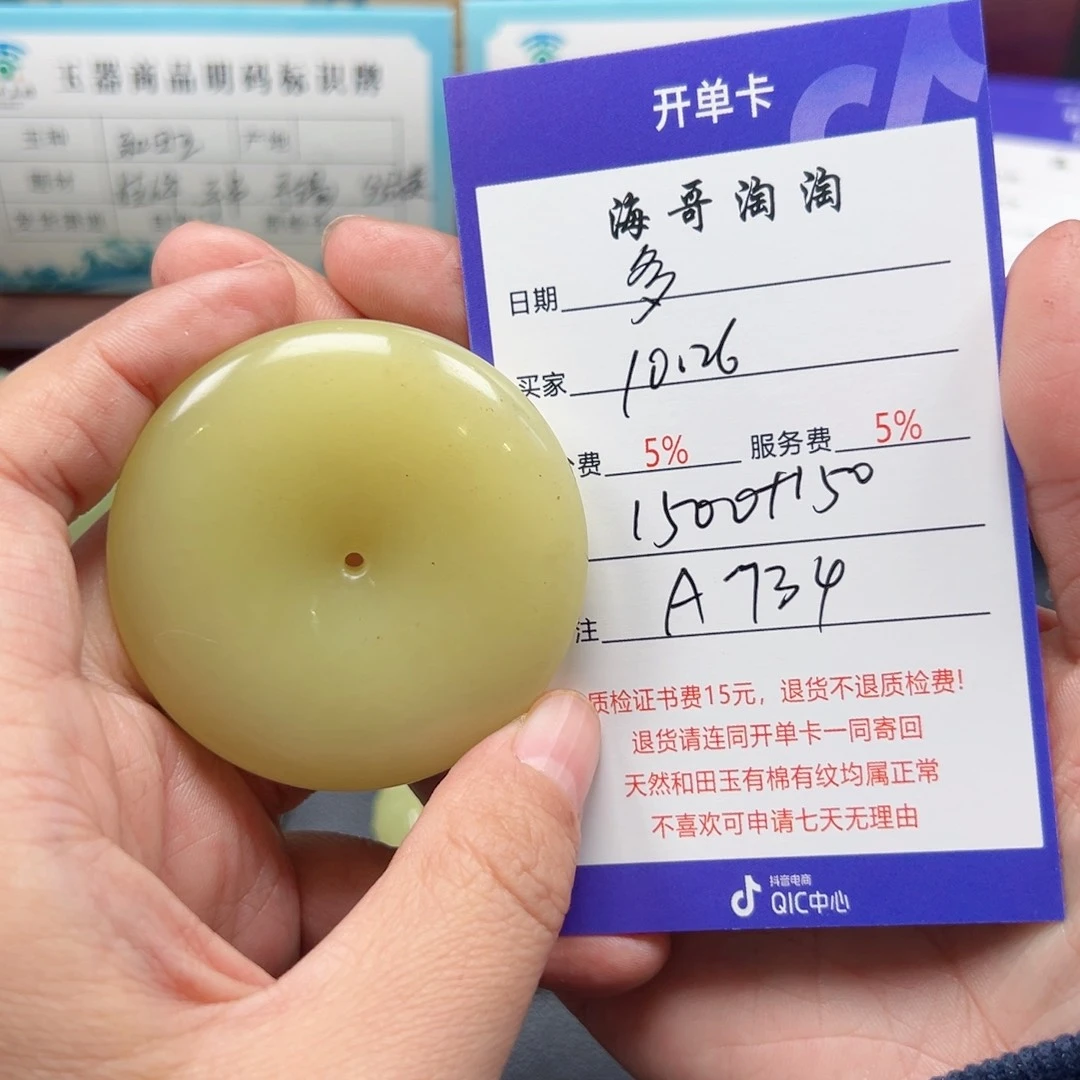 玉器商品明码标识牌
产地
开单卡
海哥淘淘
日期 多
买家 10.26
费 5% 服务费 5%
1500+150
注 A734
质检证书费15元，退货不退质检费！
退货请连同开单卡一同寄回
天然和田玉有棉有纹均属正常
不喜欢可申请七天无理由
抖音电商
QIC中心